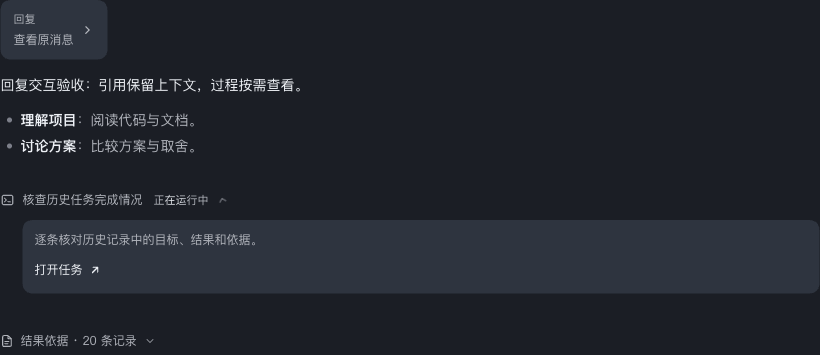 回复
查看原消息
回复交互验收：引用保留上下文，过程按需查看。
理解项目：阅读代码与文档。
讨论方案：比较方案与取舍。
核查历史任务完成情况 正在运行中
逐条核对历史记录中的目标、结果和依据。
打开任务
结果依据 · 20 条记录